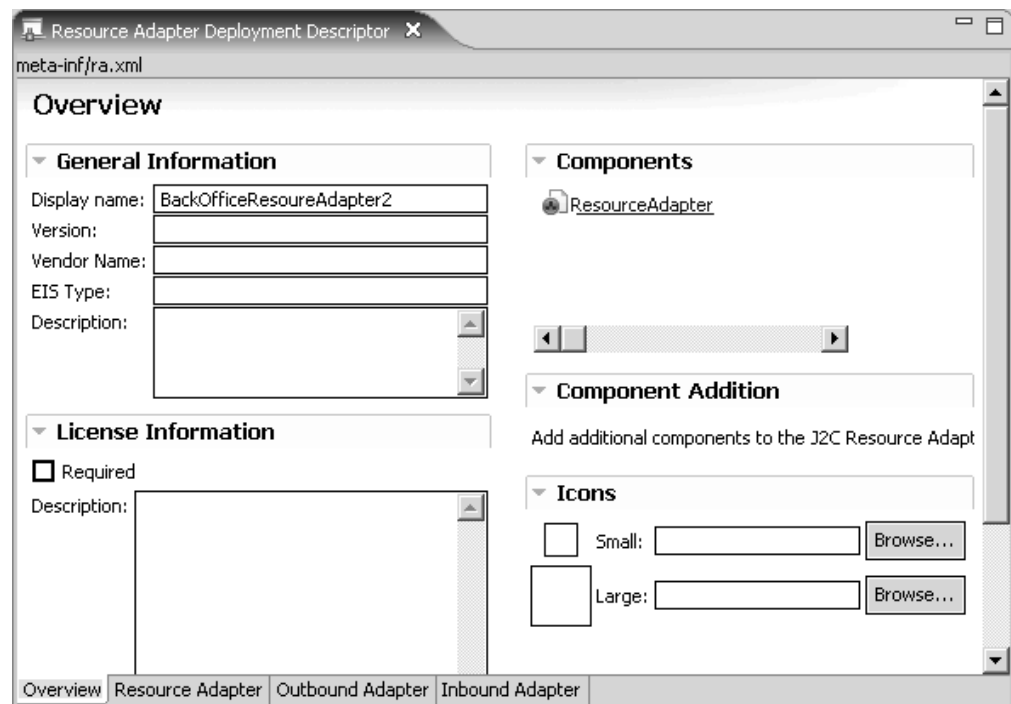 Resource Adapter Deployment Descriptor
meta-inf/ra.xml
Overview
General Information
Display name: BackOfficeResoureAdapter2
Version:
Vendor Name:
EIS Type:
Description:
License Information
Required
Description:
Components
ResourceAdapter
Component Addition
Add additional components to the J2C Resource Adapt
Icons
Small: Browse...
Large: Browse...
Overview Resource Adapter Outbound Adapter Inbound Adapter